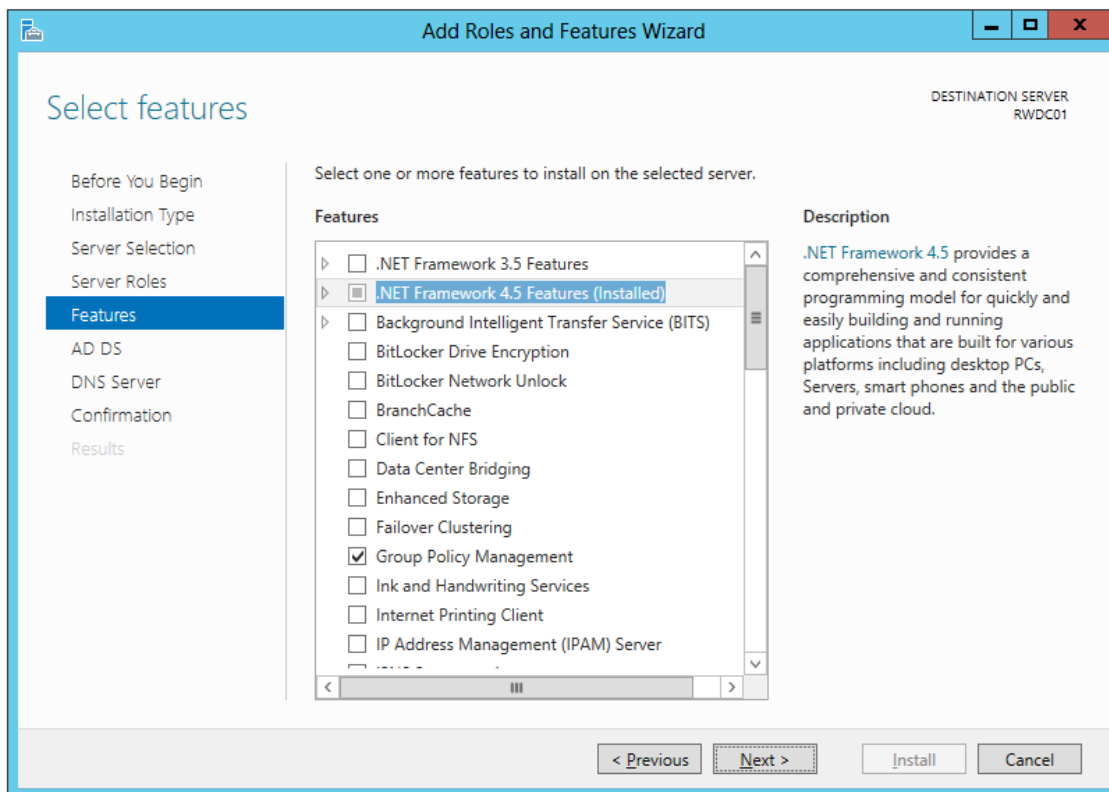 Add Roles and Features Wizard
Select features
DESTINATION SERVER
RWDC01
Before You Begin
Installation Type
Server Selection
Server Roles
Features
AD DS
DNS Server
Confirmation
Results
Select one or more features to install on the selected server.
Features
.NET Framework 3.5 Features
.NET Framework 4.5 Features (Installed)
Background Intelligent Transfer Service (BITS)
BitLocker Drive Encryption
BitLocker Network Unlock
BranchCache
Client for NFS
Data Center Bridging
Enhanced Storage
Failover Clustering
Group Policy Management
Ink and Handwriting Services
Internet Printing Client
IP Address Management (IPAM) Server
Description
.NET Framework 4.5 provides a
comprehensive and consistent
programming model for quickly and
easily building and running
applications that are built for various
platforms including desktop PCs,
Servers, smart phones and the public
and private cloud.
< Previous
Next >
Install
Cancel